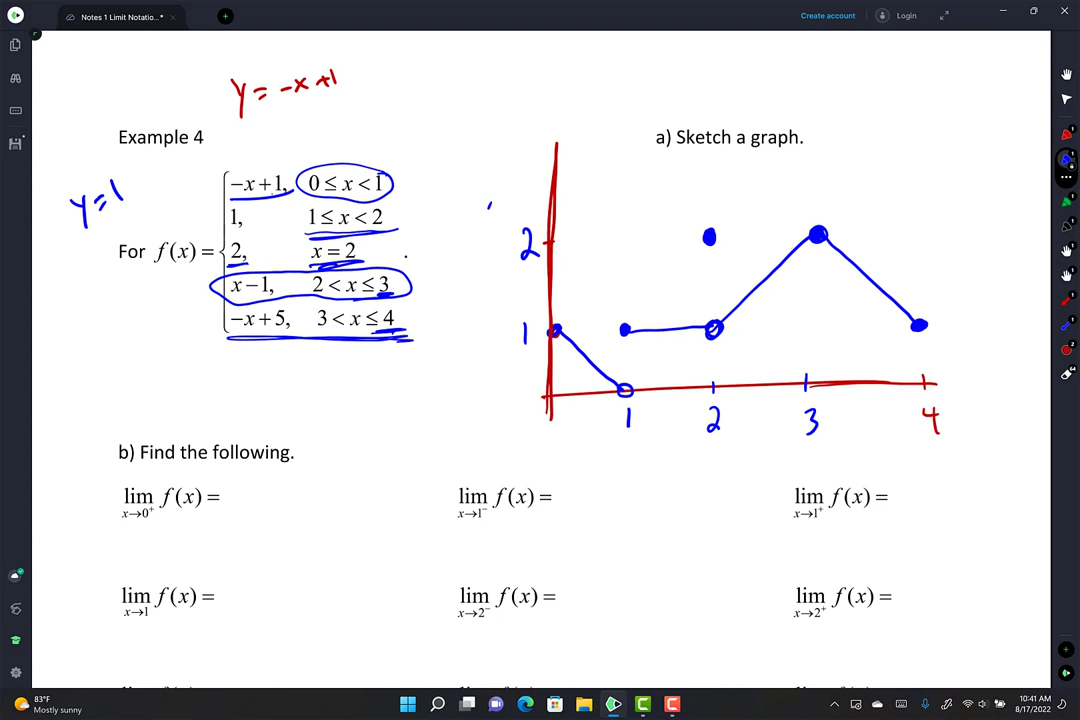 Notes 1 Limit Notatio...*
Create account
Login
y = -x +1
Example 4
a) Sketch a graph.
y=1
For f(x) = { -x+1, 0 ≤ x < 1
1, 1 ≤ x < 2
2, x = 2
x-1, 2 < x ≤ 3
-x+5, 3 < x ≤ 4 .
2
1
1 2 3 4
b) Find the following.
lim x→0⁺ f(x) = lim x→1⁻ f(x) = lim x→1⁺ f(x) =
lim x→1 f(x) = lim x→2⁻ f(x) = lim x→2⁺ f(x) =
83°F
Mostly sunny
10:41 AM
8/17/2022